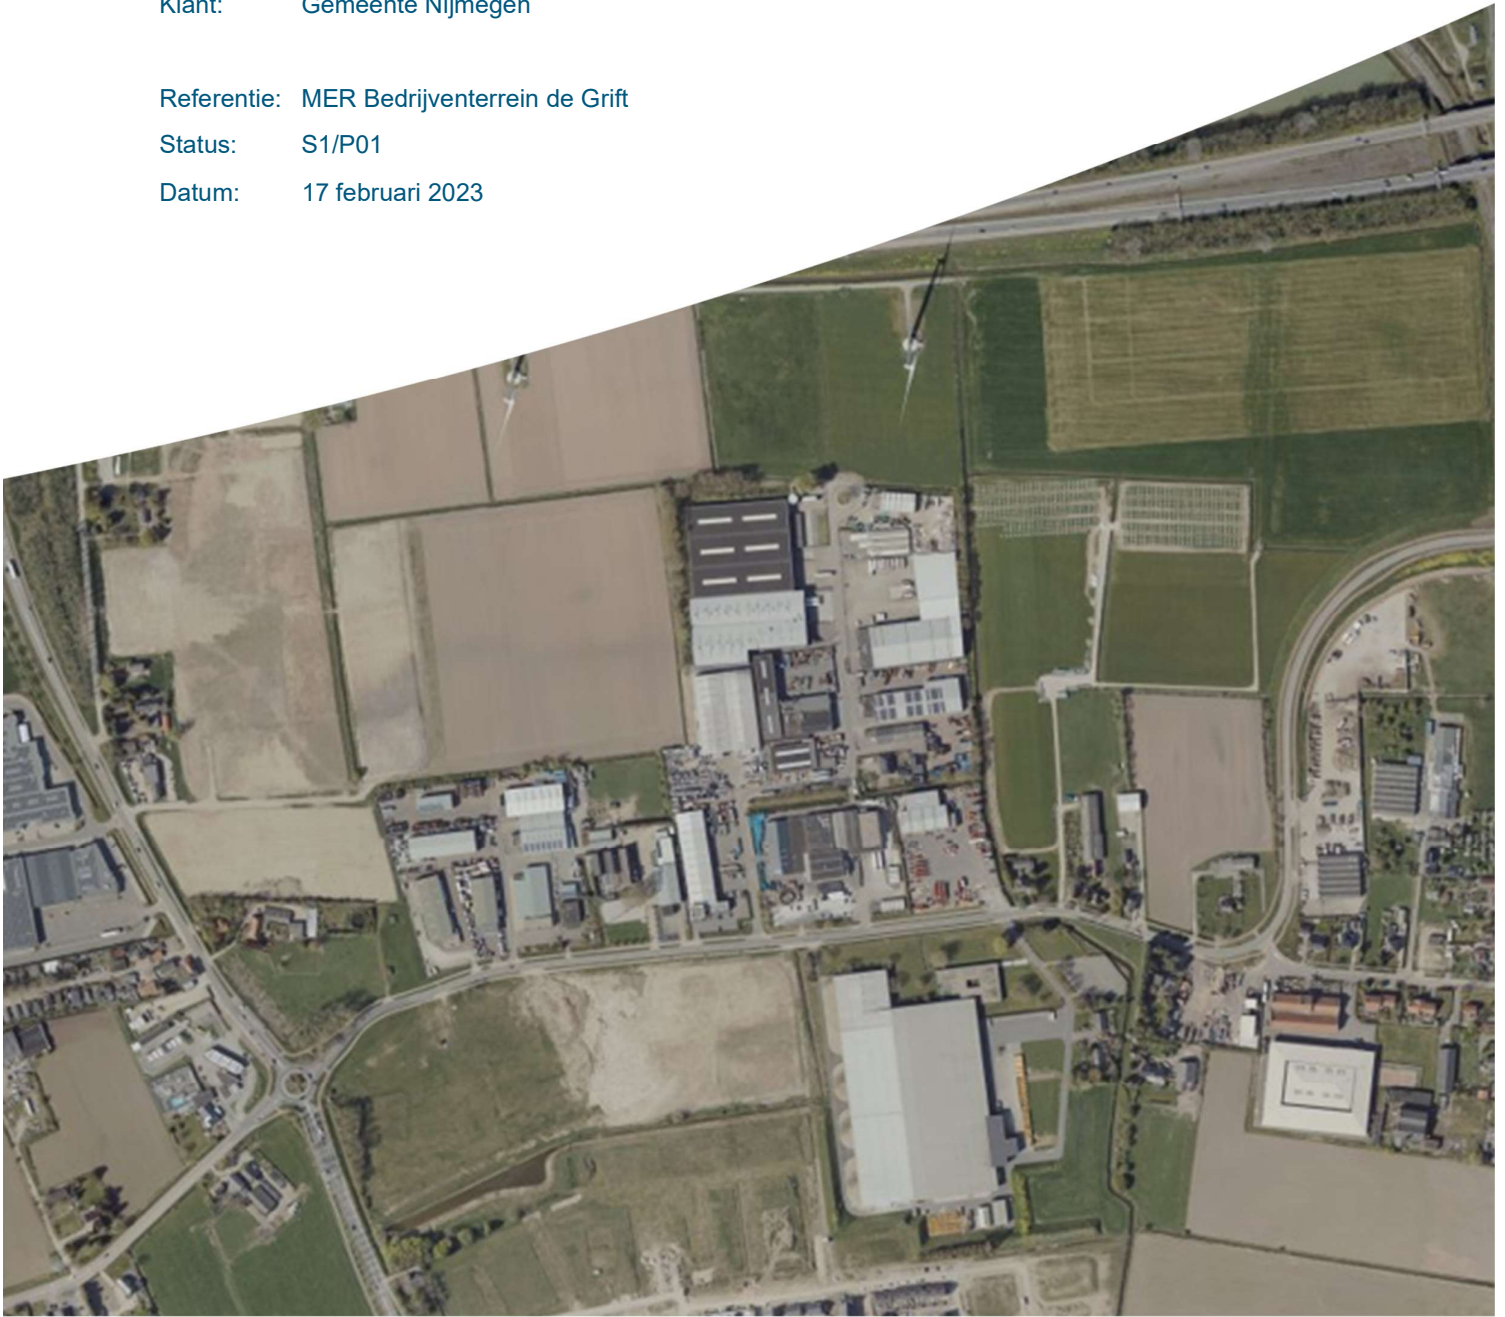 Klant: Gemeente Nijmegen
Referentie: MER Bedrijventerrein de Grift
Status: S1/P01
Datum: 17 februari 2023